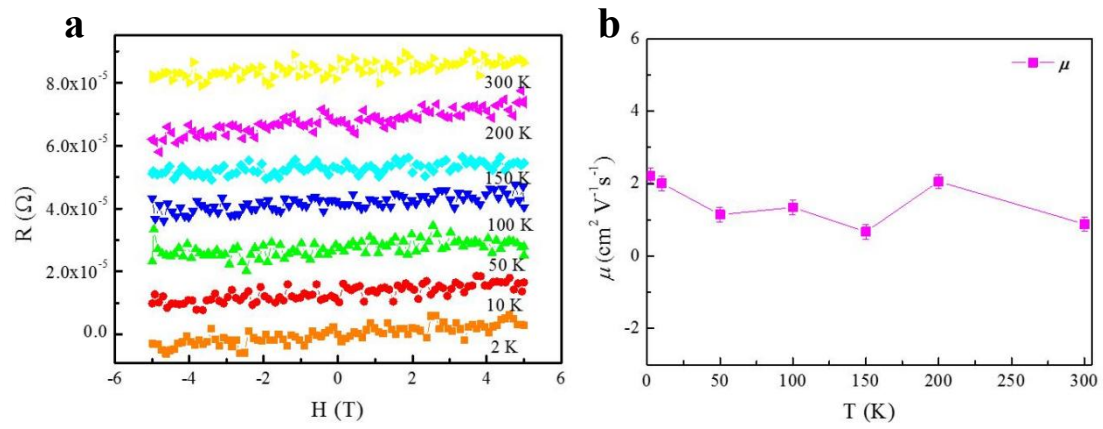 a
R (Ω)
8.0x10⁻⁵
6.0x10⁻⁵
4.0x10⁻⁵
2.0x10⁻⁵
0.0
300 K
200 K
150 K
100 K
50 K
10 K
2 K
-6 -4 -2 0 2 4 6
H (T)
b
μ (cm² V⁻¹s⁻¹)
6
4
2
0
-2
μ
0 50 100 150 200 250 300
T (K)